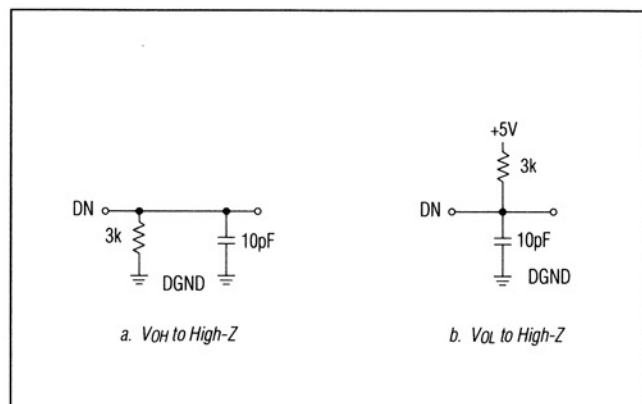 DN
3k
10pF
DGND
a. VOH to High-Z
+5V
3k
DN
10pF
DGND
b. VOL to High-Z